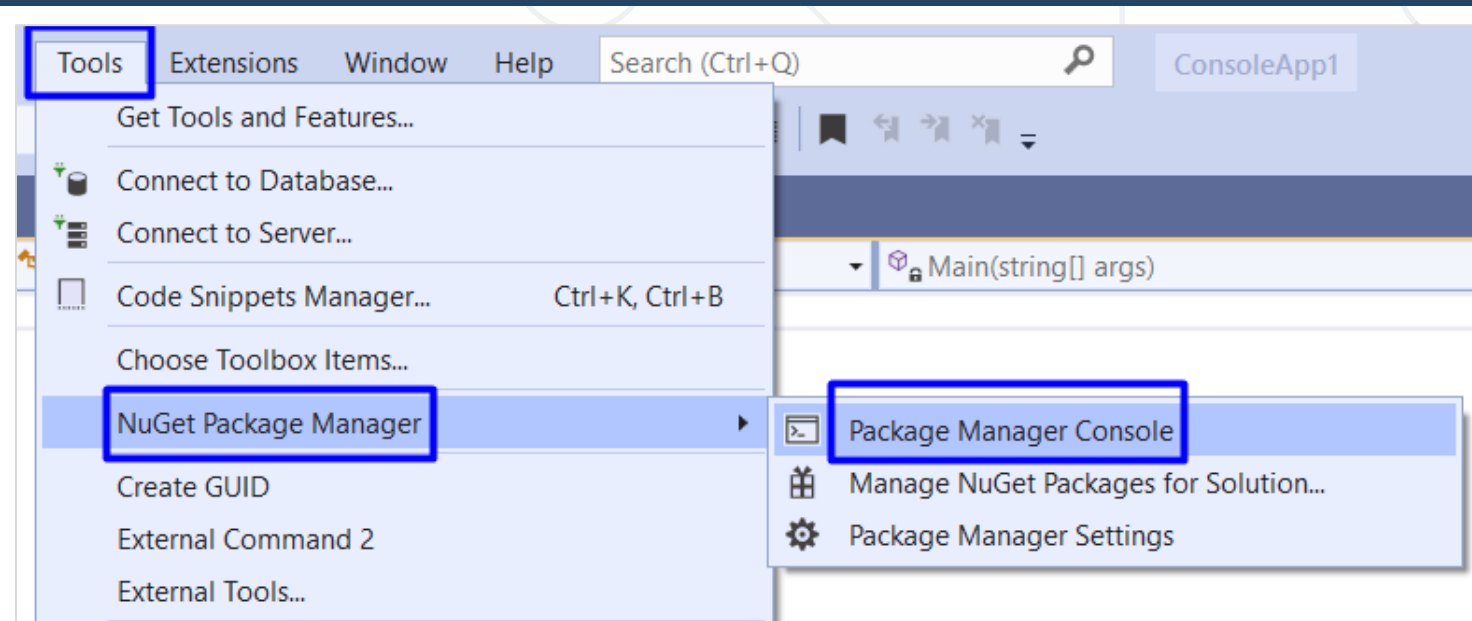 Tools Extensions Window Help Search (Ctrl+Q) ConsoleApp1
Get Tools and Features...
Connect to Database...
Connect to Server...
Main(string[] args)
Code Snippets Manager... Ctrl+K, Ctrl+B
Choose Toolbox Items...
NuGet Package Manager
Package Manager Console
Manage NuGet Packages for Solution...
Package Manager Settings
Create GUID
External Command 2
External Tools...